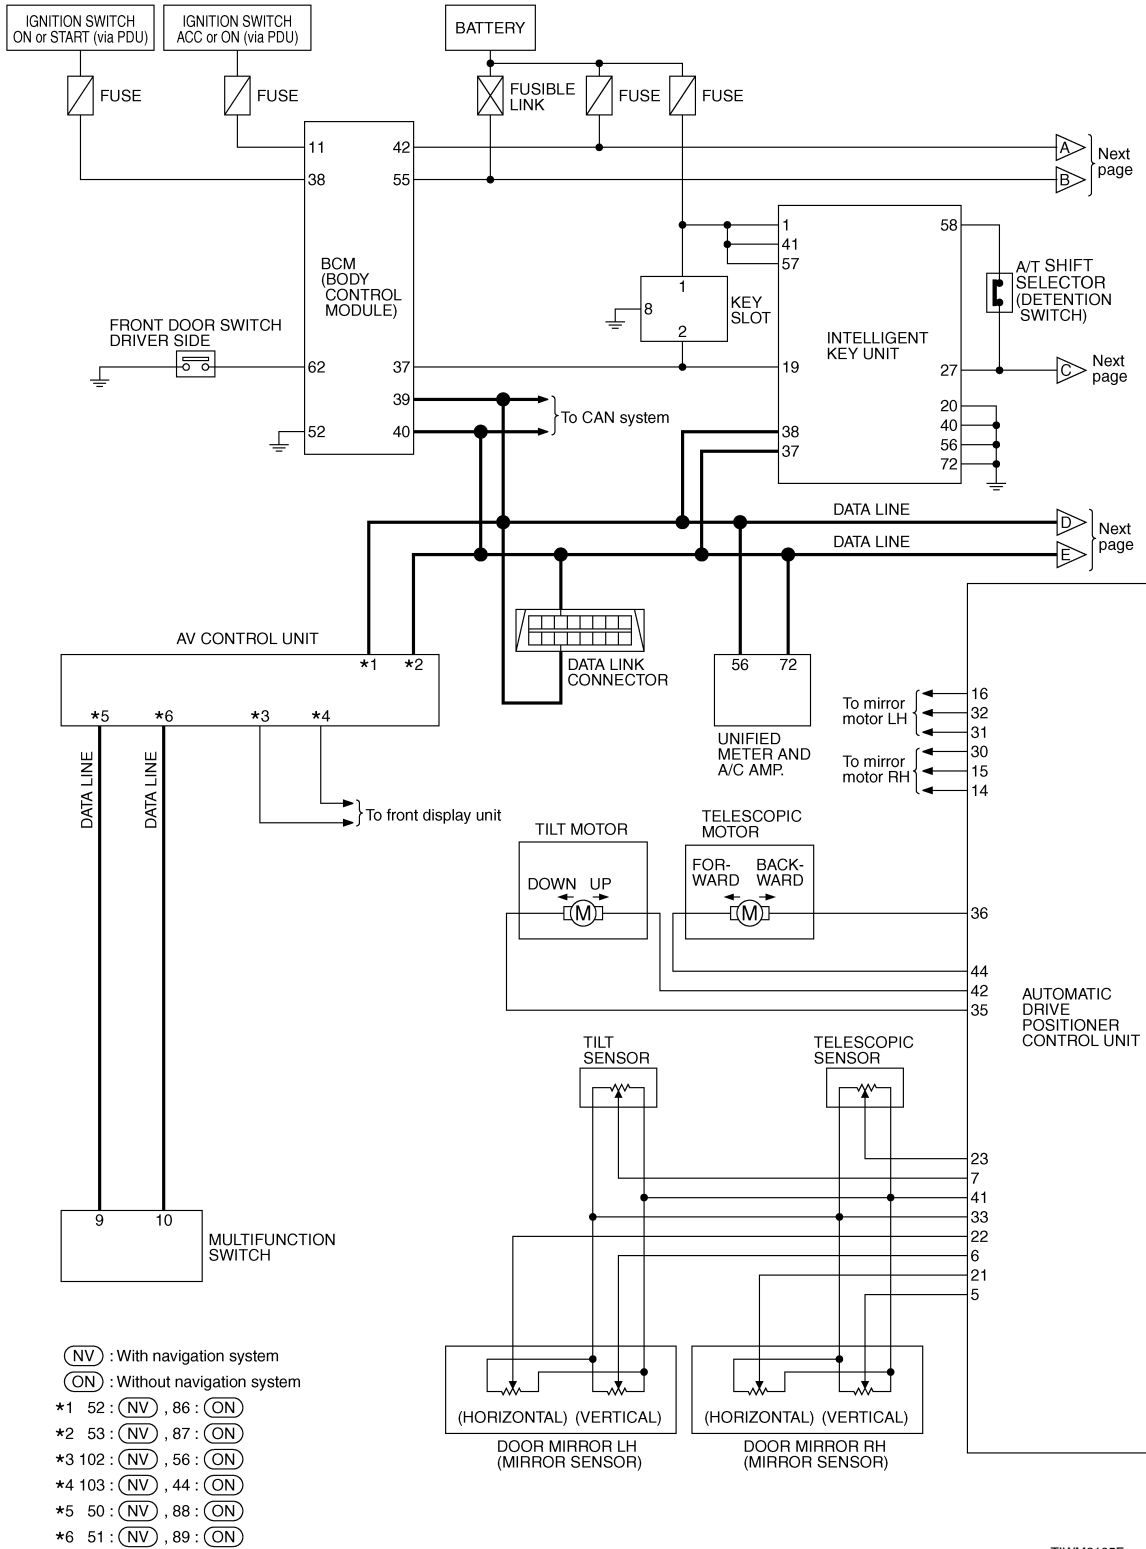 IGNITION SWITCH
ON or START (via PDU)
IGNITION SWITCH
ACC or ON (via PDU)
BATTERY
FUSE
FUSE
FUSIBLE
LINK
FUSE
FUSE
11
42
38
55
A
B
Next
page
BCM
(BODY
CONTROL
MODULE)
1
41
57
58
1
8
2
KEY
SLOT
A/T SHIFT
SELECTOR
(DETENTION
SWITCH)
INTELLIGENT
KEY UNIT
FRONT DOOR SWITCH
DRIVER SIDE
62
37
19
27
C
Next
page
39
40
To CAN system
52
38
37
20
40
56
72
DATA LINE
D
DATA LINE
E
Next
page
AV CONTROL UNIT
*1
*2
*5
*6
*3
*4
DATA LINK
CONNECTOR
56
72
UNIFIED
METER AND
A/C AMP.
To mirror
motor LH
16
32
31
To mirror
motor RH
30
15
14
DATA LINE
DATA LINE
To front display unit
TILT MOTOR
DOWN UP
M
TELESCOPIC
MOTOR
FOR-
WARD
BACK-
WARD
M
36
44
42
35
AUTOMATIC
DRIVE
POSITIONER
CONTROL UNIT
TILT
SENSOR
TELESCOPIC
SENSOR
23
7
41
33
22
6
21
5
9
10
MULTIFUNCTION
SWITCH
(HORIZONTAL) (VERTICAL)
DOOR MIRROR LH
(MIRROR SENSOR)
(HORIZONTAL) (VERTICAL)
DOOR MIRROR RH
(MIRROR SENSOR)
NV : With navigation system
ON : Without navigation system
*1 52 : NV , 86 : ON
*2 53 : NV , 87 : ON
*3 102 : NV , 56 : ON
*4 103 : NV , 44 : ON
*5 50 : NV , 88 : ON
*6 51 : NV , 89 : ON